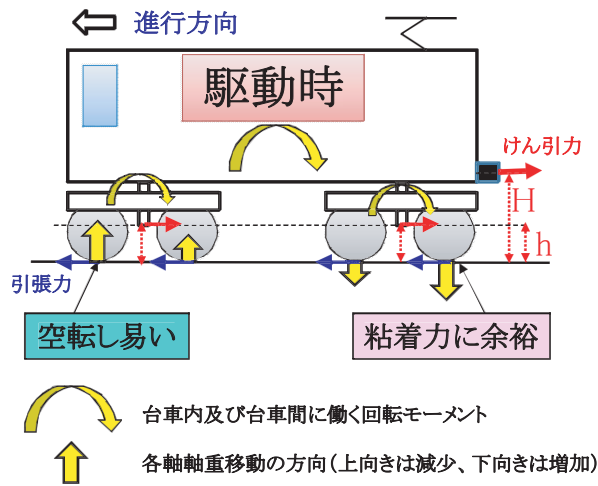 進行方向
駆動時
けん引力
H
h
引張力
空転し易い
粘着力に余裕
台車内及び台車間に働く回転モーメント
各軸軸重移動の方向（上向きは減少、下向きは増加）